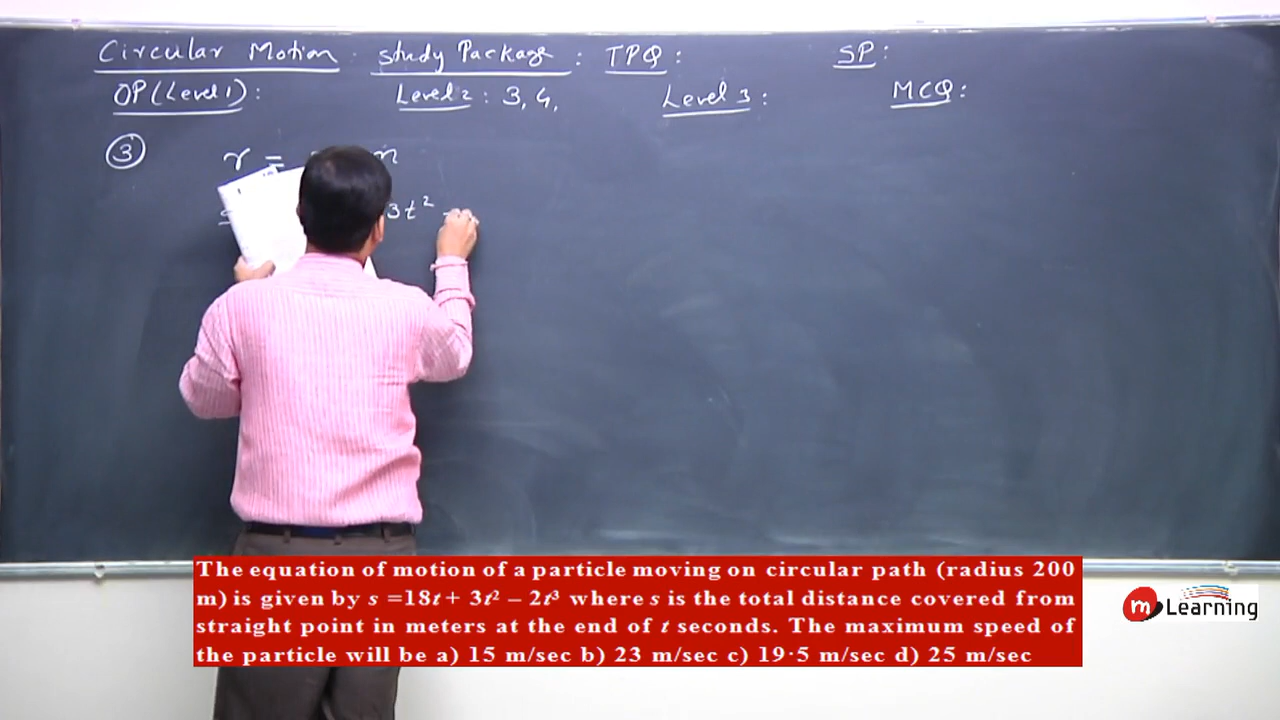 Circular Motion : study Package : TPQ : SP :
OP (Level 1) : Level 2 : 3, 4, Level 3 : MCQ :
3 r = m
3t²
The equation of motion of a particle moving on circular path (radius 200
m) is given by s =18t + 3t² – 2t³ where s is the total distance covered from
straight point in meters at the end of t seconds. The maximum speed of
the particle will be a) 15 m/sec b) 23 m/sec c) 19·5 m/sec d) 25 m/sec
m Learning